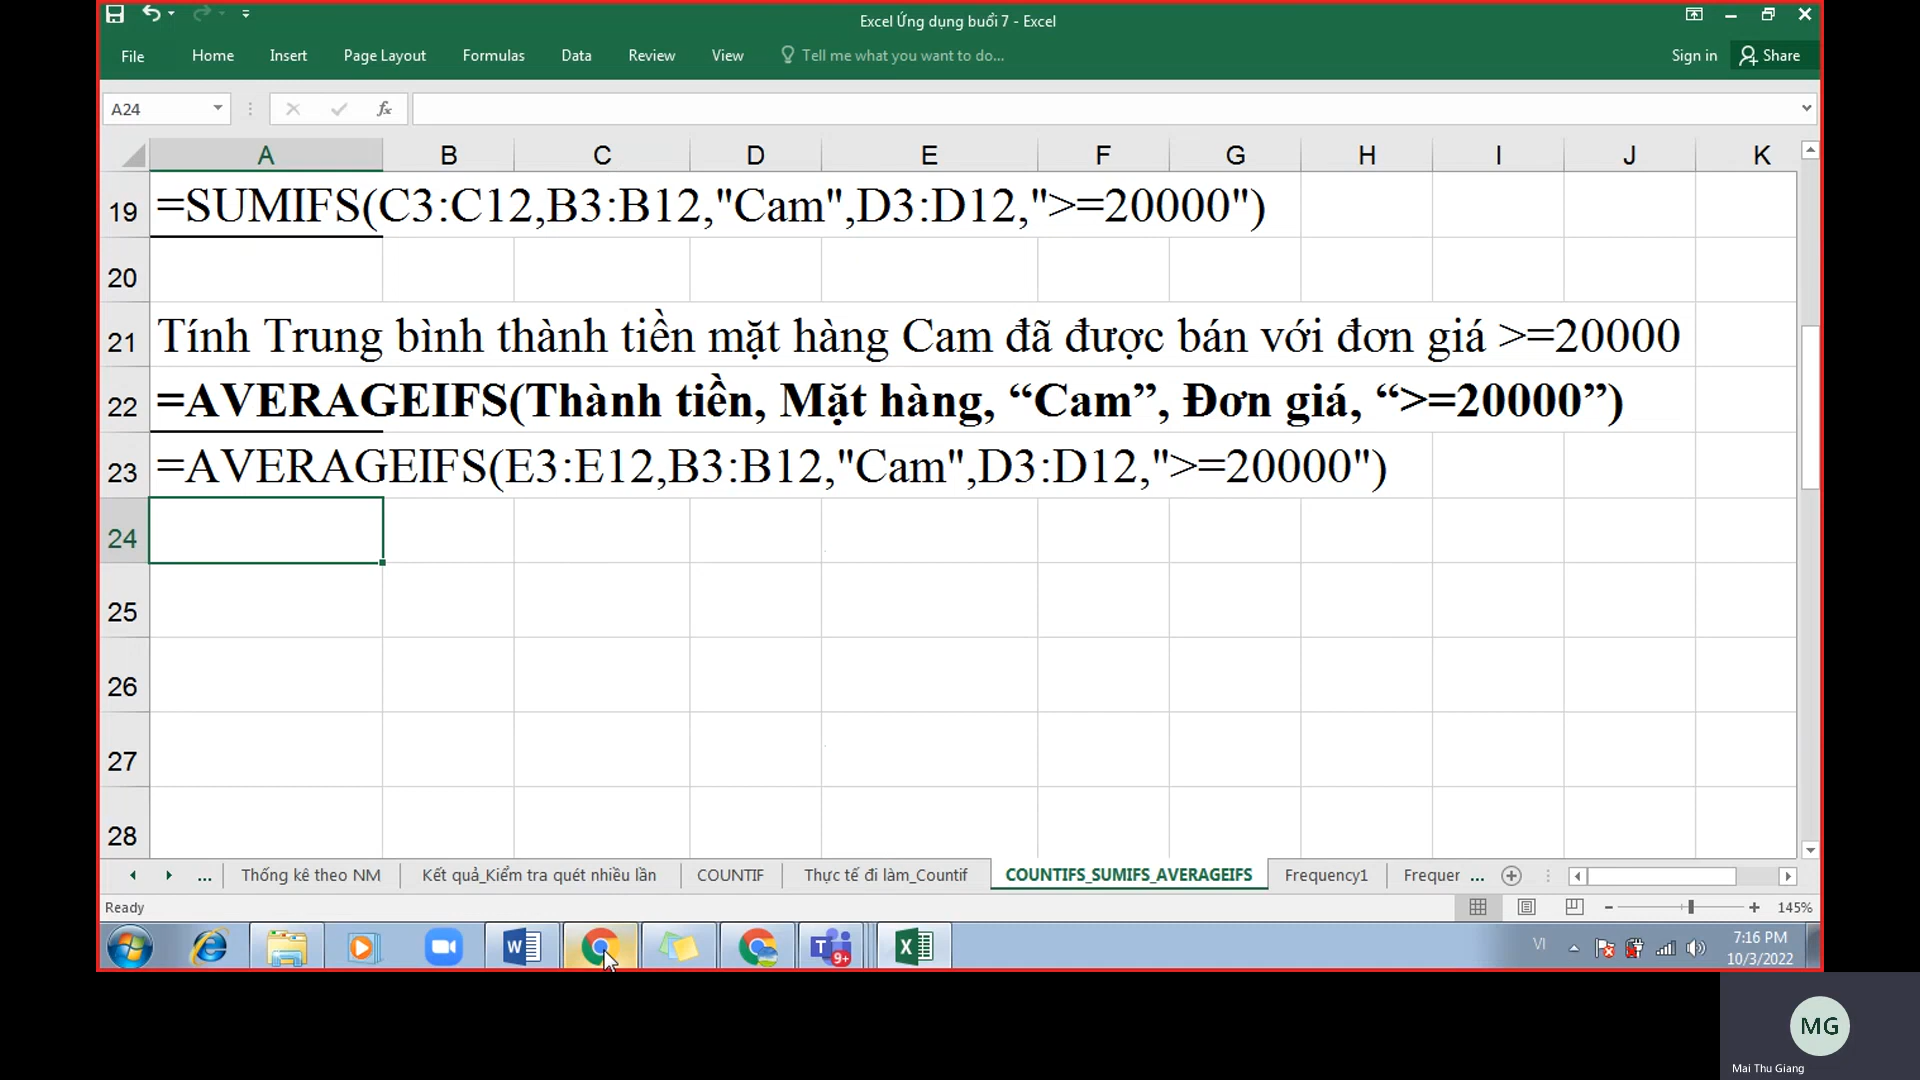 Excel Ứng dụng buổi 7 - Excel
File Home Insert Page Layout Formulas Data Review View Tell me what you want to do... Sign in Share
A24 fx
A B C D E F G H I J K
19 =SUMIFS(C3:C12,B3:B12,"Cam",D3:D12,">=20000")
20
21 Tính Trung bình thành tiền mặt hàng Cam đã được bán với đơn giá >=20000
22 =AVERAGEIFS(Thành tiền, Mặt hàng, “Cam”, Đơn giá, “>=20000”)
23 =AVERAGEIFS(E3:E12,B3:B12,"Cam",D3:D12,">=20000")
24
25
26
27
28
... Thống kê theo NM Kết quả_Kiểm tra quét nhiều lần COUNTIF Thực tế đi làm_Countif COUNTIFS_SUMIFS_AVERAGEIFS Frequency1 Frequer ...
Ready 145%
VI 7:16 PM
9+ 10/3/2022
MG
Mai Thu Giang